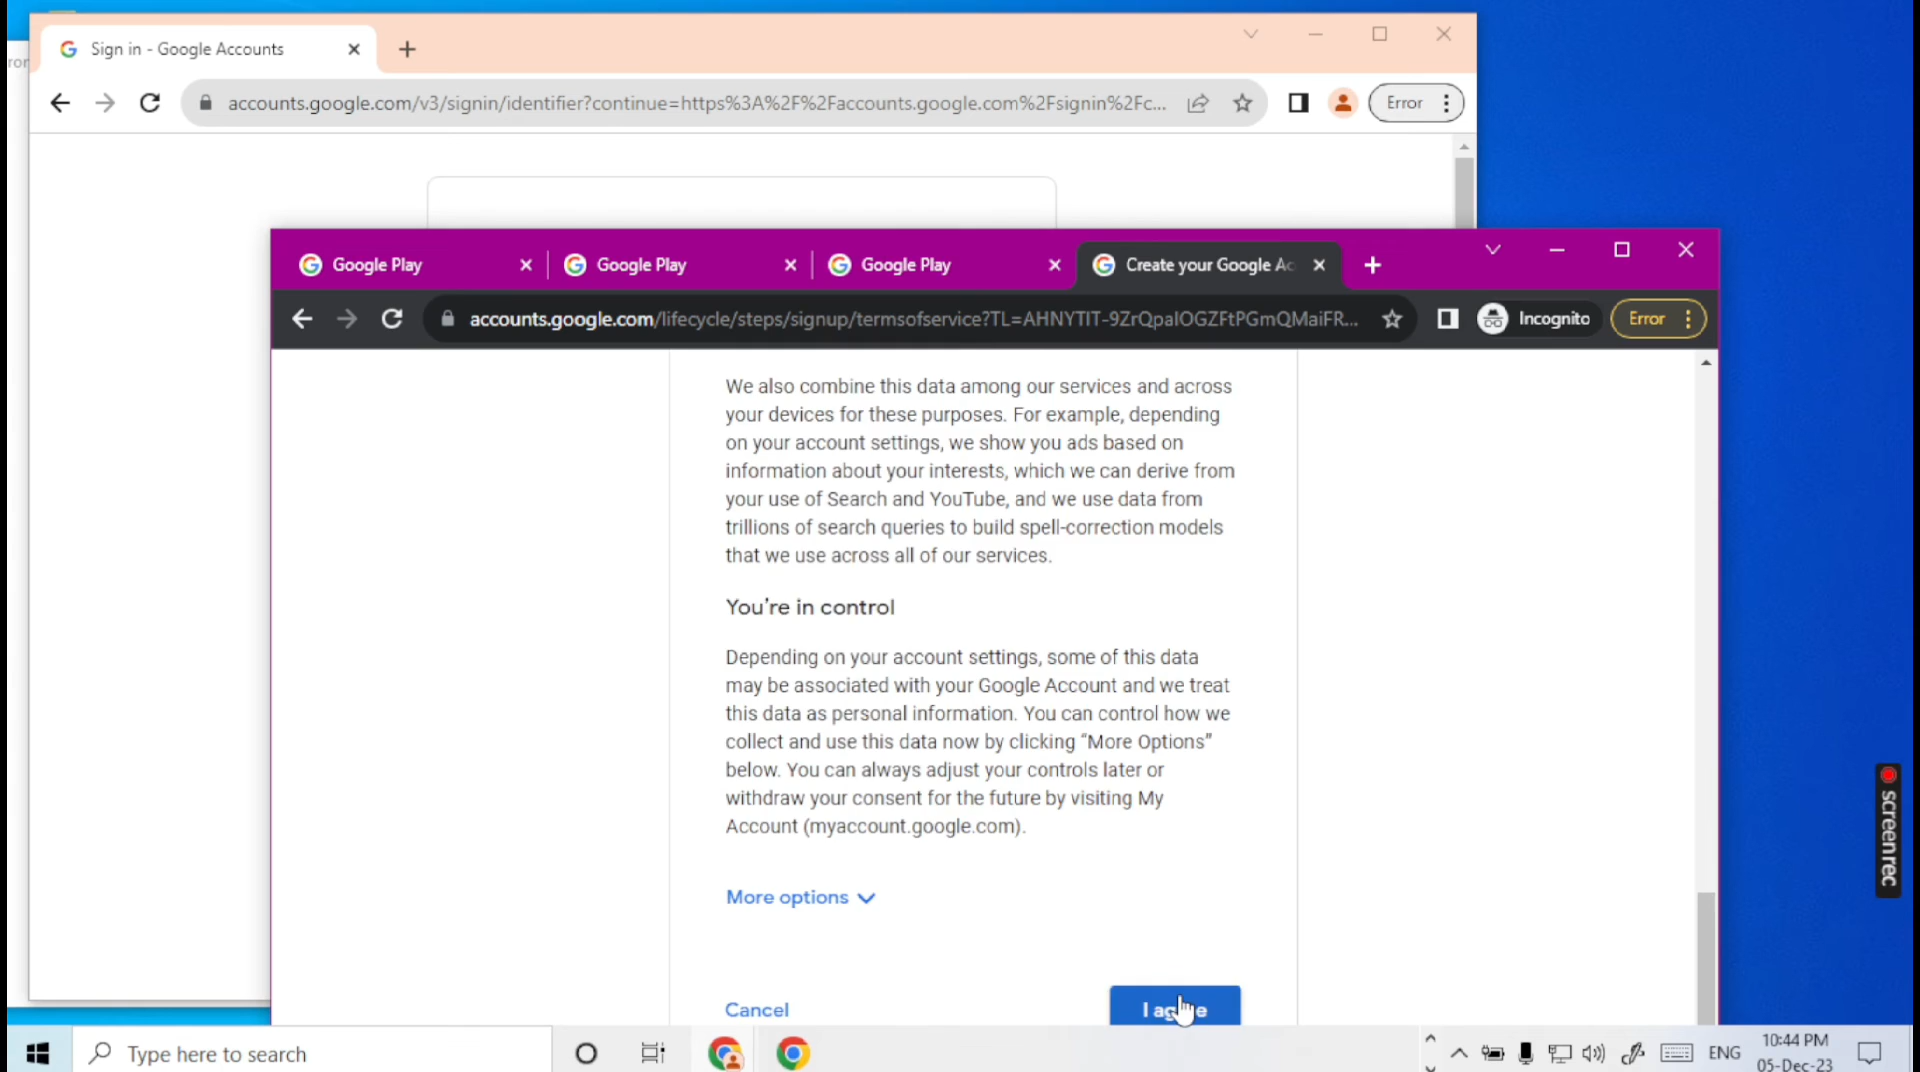 Sign in - Google Accounts
accounts.google.com/v3/signin/identifier?continue=https%3A%2F%2Faccounts.google.com%2Fsignin%2Fc...
Error
Google Play
Google Play
Google Play
Create your Google Ac
accounts.google.com/lifecycle/steps/signup/termsofservice?TL=AHNYTIT-9ZrQpalOGZFtPGmQMaiFR...
Incognito
Error
We also combine this data among our services and across
your devices for these purposes. For example, depending
on your account settings, we show you ads based on
information about your interests, which we can derive from
your use of Search and YouTube, and we use data from
trillions of search queries to build spell-correction models
that we use across all of our services.
You're in control
Depending on your account settings, some of this data
may be associated with your Google Account and we treat
this data as personal information. You can control how we
collect and use this data now by clicking “More Options”
below. You can always adjust your controls later or
withdraw your consent for the future by visiting My
Account (myaccount.google.com).
More options
Cancel
I agree
screenrec
Type here to search
ENG
10:44 PM
05-Dec-23